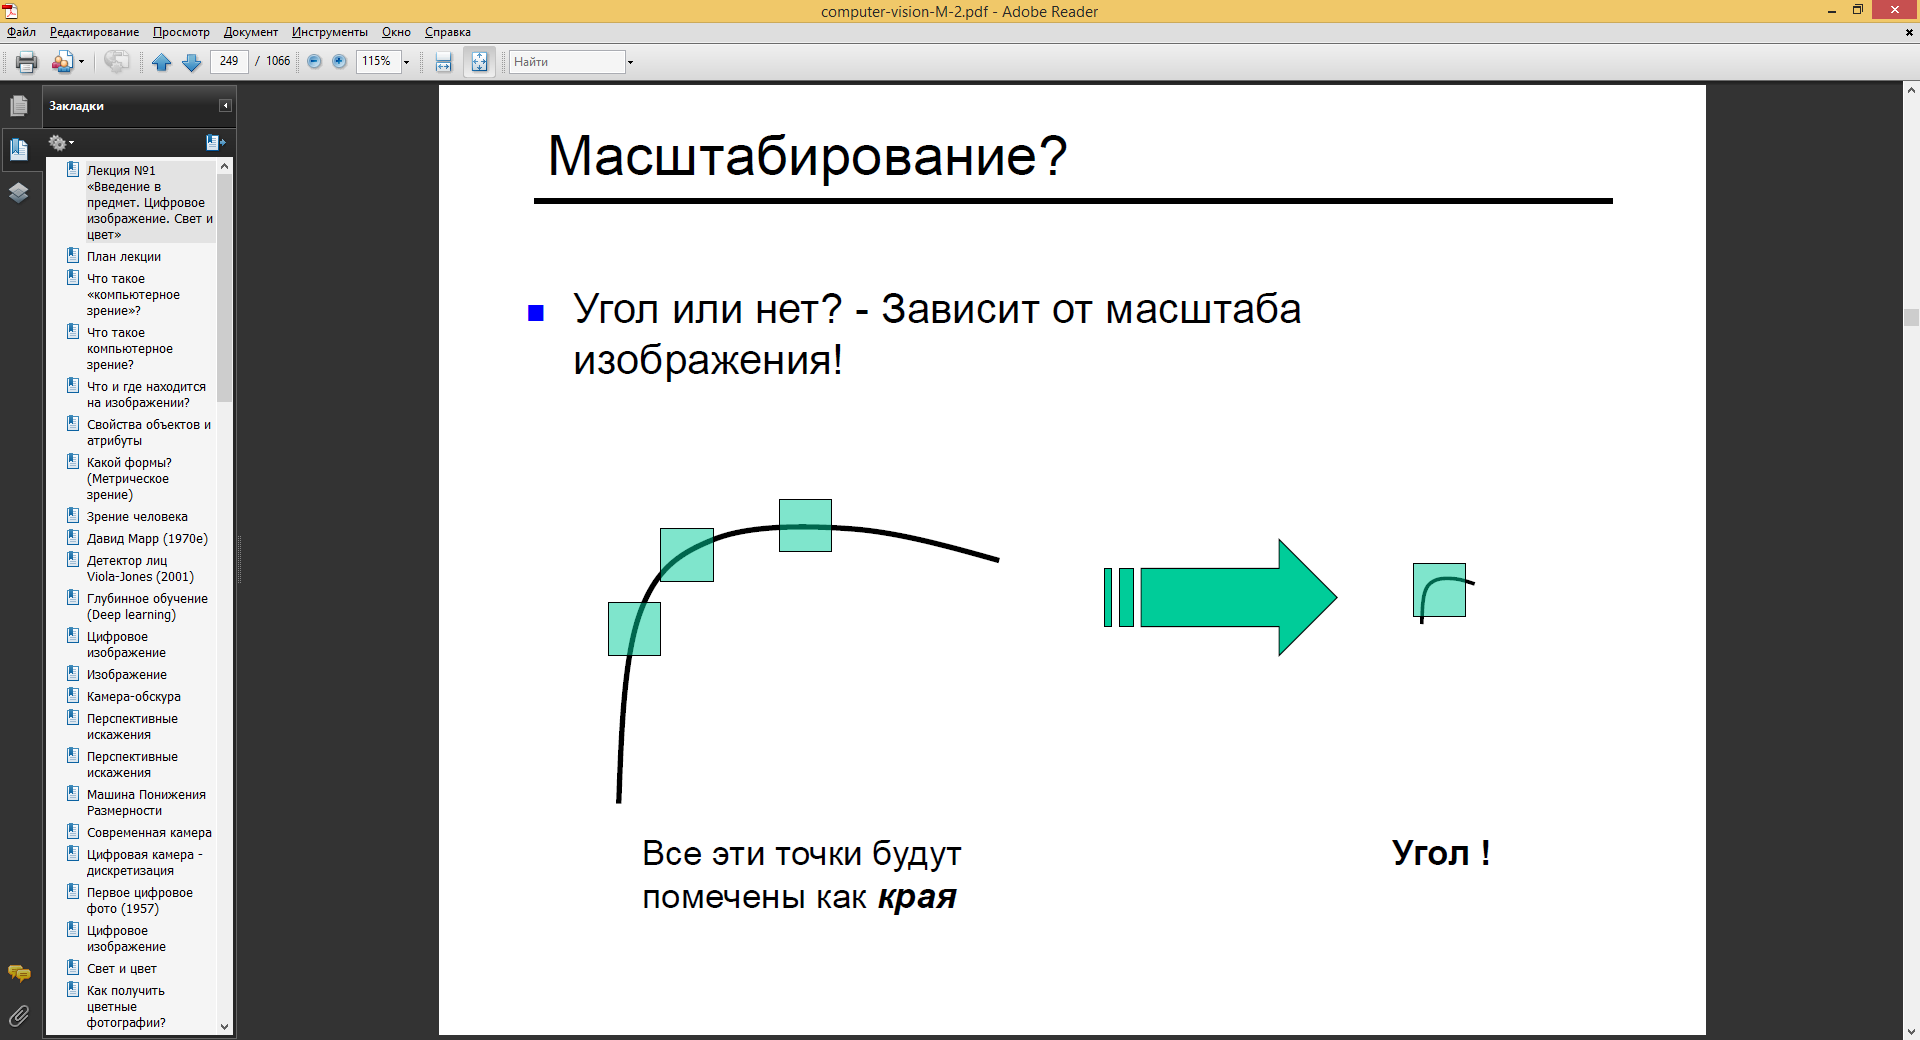 computer-vision-M-2.pdf - Adobe Reader
Файл Редактирование Просмотр Документ Инструменты Окно Справка
249 / 1066 115% Найти
Закладки
Лекция №1
«Введение в
предмет. Цифровое
изображение. Свет и
цвет»
План лекции
Что такое
«компьютерное
зрение»?
Что такое
компьютерное
зрение?
Что и где находится
на изображении?
Свойства объектов и
атрибуты
Какой формы?
(Метрическое
зрение)
Зрение человека
Давид Марр (1970е)
Детектор лиц
Viola-Jones (2001)
Глубинное обучение
(Deep learning)
Цифровое
изображение
Изображение
Камера-обскура
Перспективные
искажения
Перспективные
искажения
Машина Понижения
Размерности
Современная камера
Цифровая камера -
дискретизация
Первое цифровое
фото (1957)
Цифровое
изображение
Свет и цвет
Как получить
цветные
фотографии?
Масштабирование?
Угол или нет? - Зависит от масштаба
изображения!
Все эти точки будут
помечены как края
Угол !